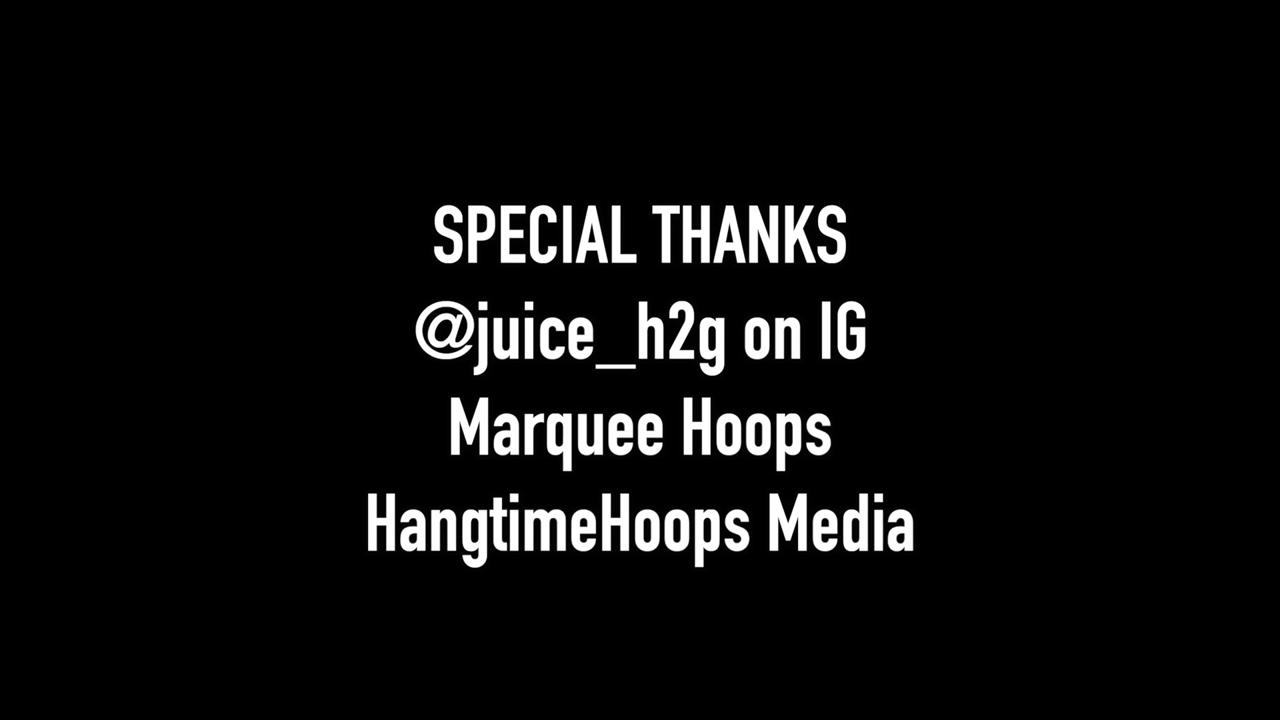 SPECIAL THANKS
@juice_h2g on IG
Marquee Hoops
HangtimeHoops Media